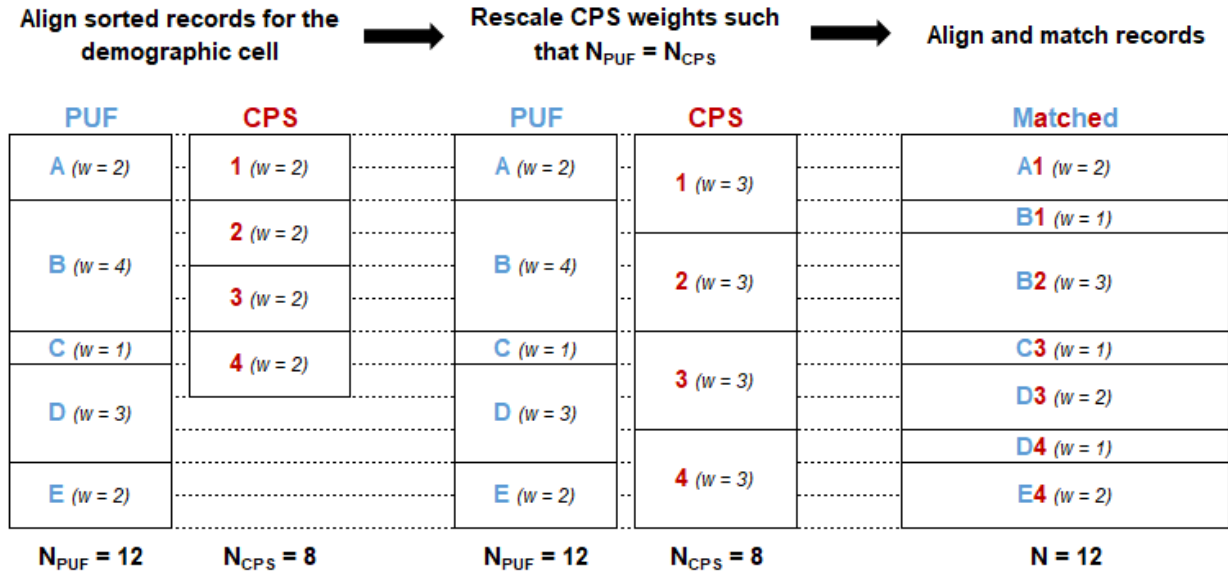 Align sorted records for the
demographic cell
Rescale CPS weights such
that NPUF = NCPS
Align and match records
PUF
CPS
PUF
CPS
Matched
A (w = 2)
1 (w = 2)
A (w = 2)
1 (w = 3)
A1 (w = 2)
B1 (w = 1)
B (w = 4)
2 (w = 2)
3 (w = 2)
B (w = 4)
2 (w = 3)
B2 (w = 3)
C (w = 1)
4 (w = 2)
C (w = 1)
3 (w = 3)
C3 (w = 1)
D (w = 3)
D (w = 3)
D3 (w = 2)
D4 (w = 1)
E (w = 2)
E (w = 2)
4 (w = 3)
E4 (w = 2)
NPUF = 12
NCPS = 8
NPUF = 12
NCPS = 8
N = 12